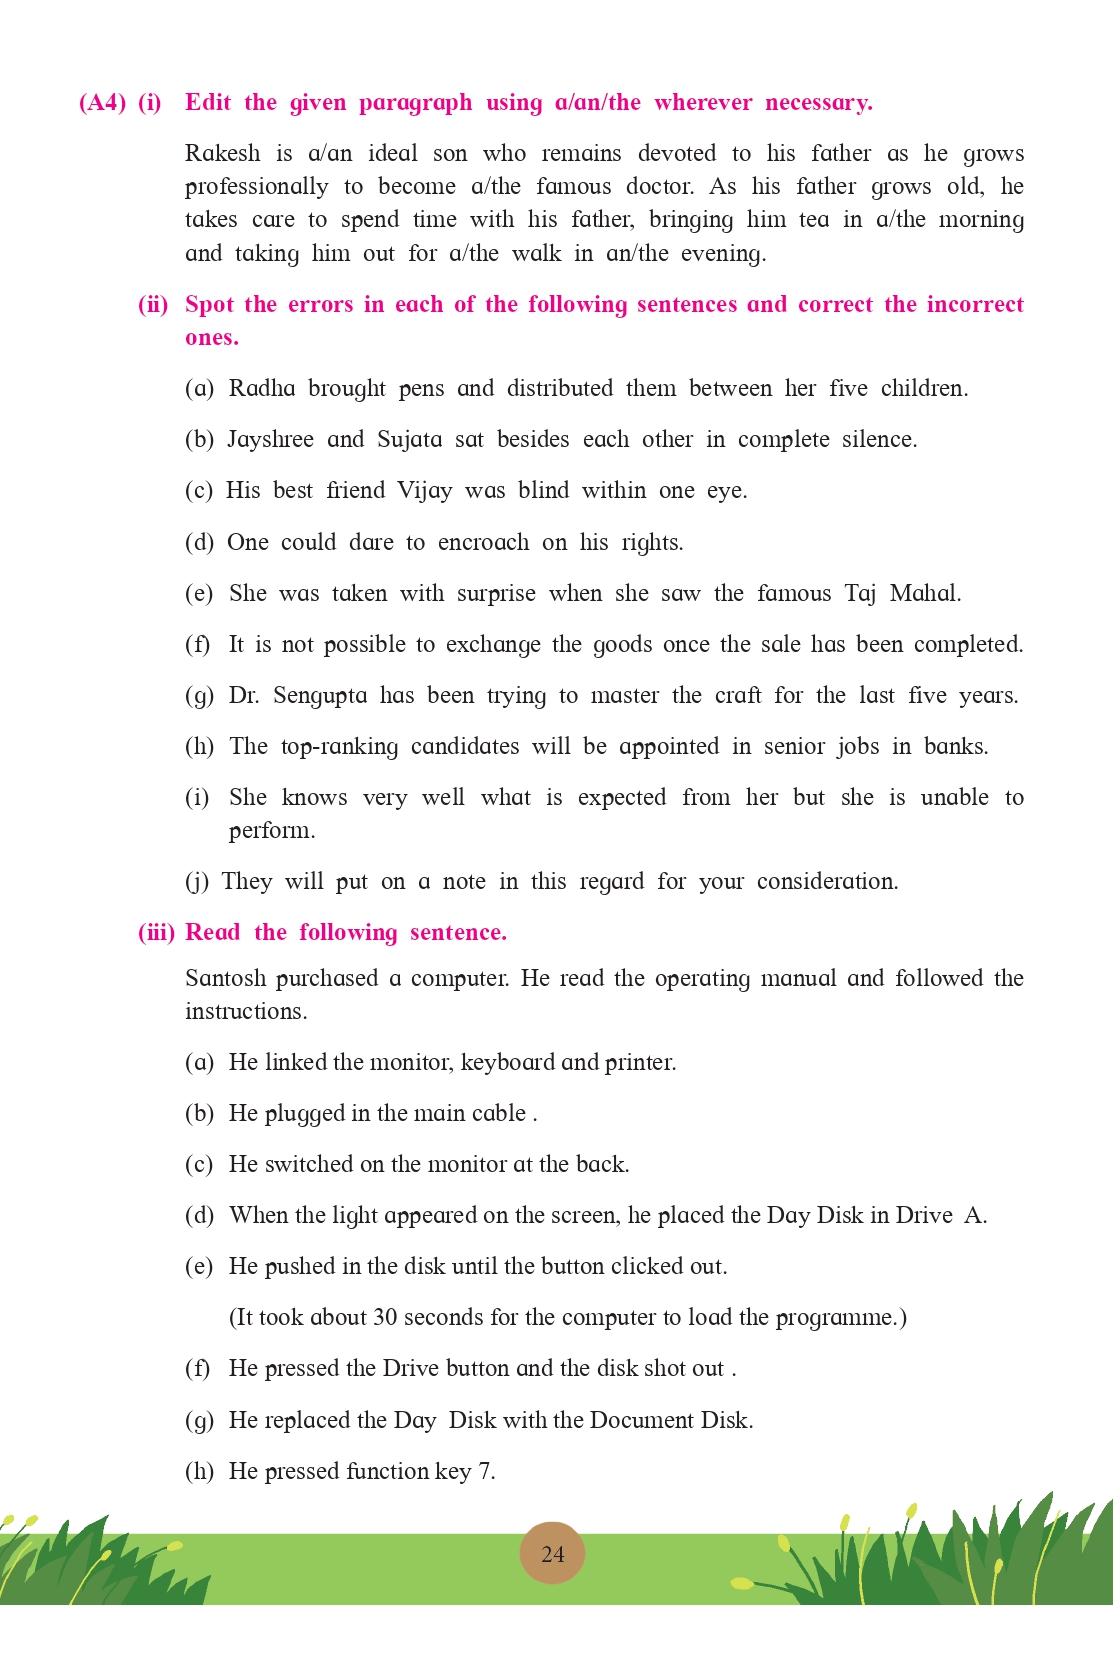 (A4) (i) Edit the given paragraph using a/an/the wherever necessary.
Rakesh is a/an ideal son who remains devoted to his father as he grows
professionally to become a/the famous doctor. As his father grows old, he
takes care to spend time with his father, bringing him tea in a/the morning
and taking him out for a/the walk in an/the evening.
(ii) Spot the errors in each of the following sentences and correct the incorrect
ones.
(a) Radha brought pens and distributed them between her five children.
(b) Jayshree and Sujata sat besides each other in complete silence.
(c) His best friend Vijay was blind within one eye.
(d) One could dare to encroach on his rights.
(e) She was taken with surprise when she saw the famous Taj Mahal.
(f) It is not possible to exchange the goods once the sale has been completed.
(g) Dr. Sengupta has been trying to master the craft for the last five years.
(h) The top-ranking candidates will be appointed in senior jobs in banks.
(i) She knows very well what is expected from her but she is unable to
perform.
(j) They will put on a note in this regard for your consideration.
(iii) Read the following sentence.
Santosh purchased a computer. He read the operating manual and followed the
instructions.
(a) He linked the monitor, keyboard and printer.
(b) He plugged in the main cable .
(c) He switched on the monitor at the back.
(d) When the light appeared on the screen, he placed the Day Disk in Drive A.
(e) He pushed in the disk until the button clicked out.
(It took about 30 seconds for the computer to load the programme.)
(f) He pressed the Drive button and the disk shot out .
(g) He replaced the Day Disk with the Document Disk.
(h) He pressed function key 7.
24